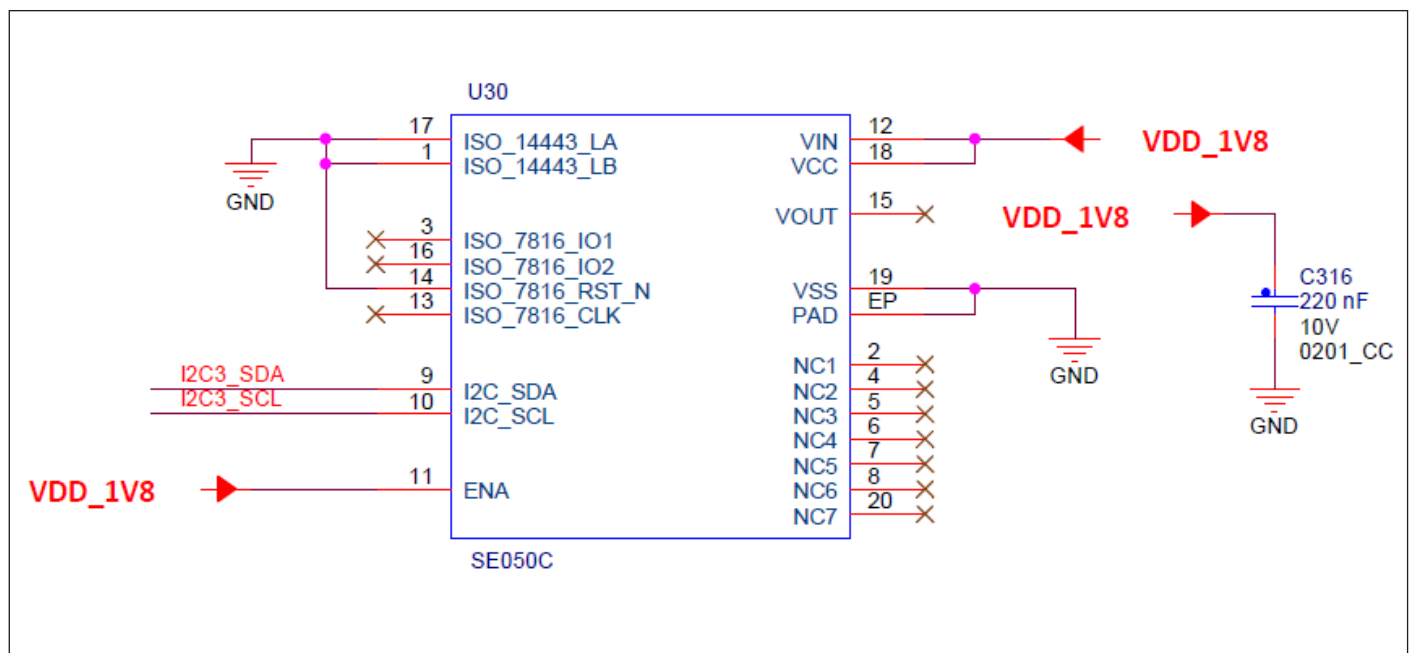 U30
17
ISO_14443_LA
1
ISO_14443_LB
GND
3
ISO_7816_IO1
16
ISO_7816_IO2
14
ISO_7816_RST_N
13
ISO_7816_CLK
I2C3_SDA
9
I2C_SDA
I2C3_SCL
10
I2C_SCL
VDD_1V8
11
ENA
VIN
12
VDD_1V8
VCC
18
VOUT
15
VDD_1V8
VSS
19
PAD
EP
GND
NC1
2
NC2
4
NC3
5
NC4
6
NC5
7
NC6
8
NC7
20
C316
220 nF
10V
0201_CC
GND
SE050C